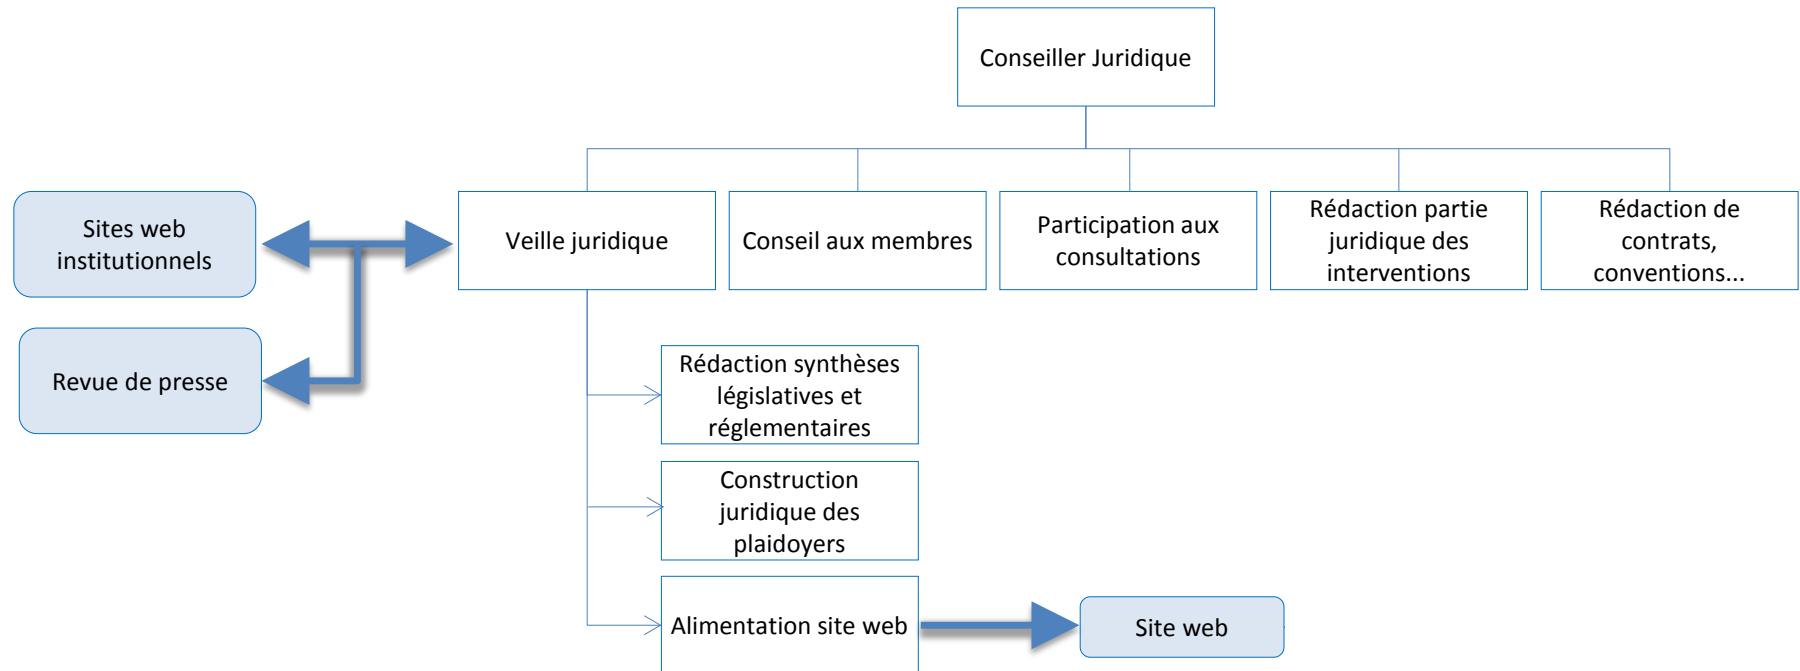 Conseiller Juridique
Sites web
institutionnels
Veille juridique
Conseil aux membres
Participation aux
consultations
Rédaction partie
juridique des
interventions
Rédaction de
contrats,
conventions...
Revue de presse
Rédaction synthèses
législatives et
réglementaires
Construction
juridique des
plaidoyers
Alimentation site web
Site web